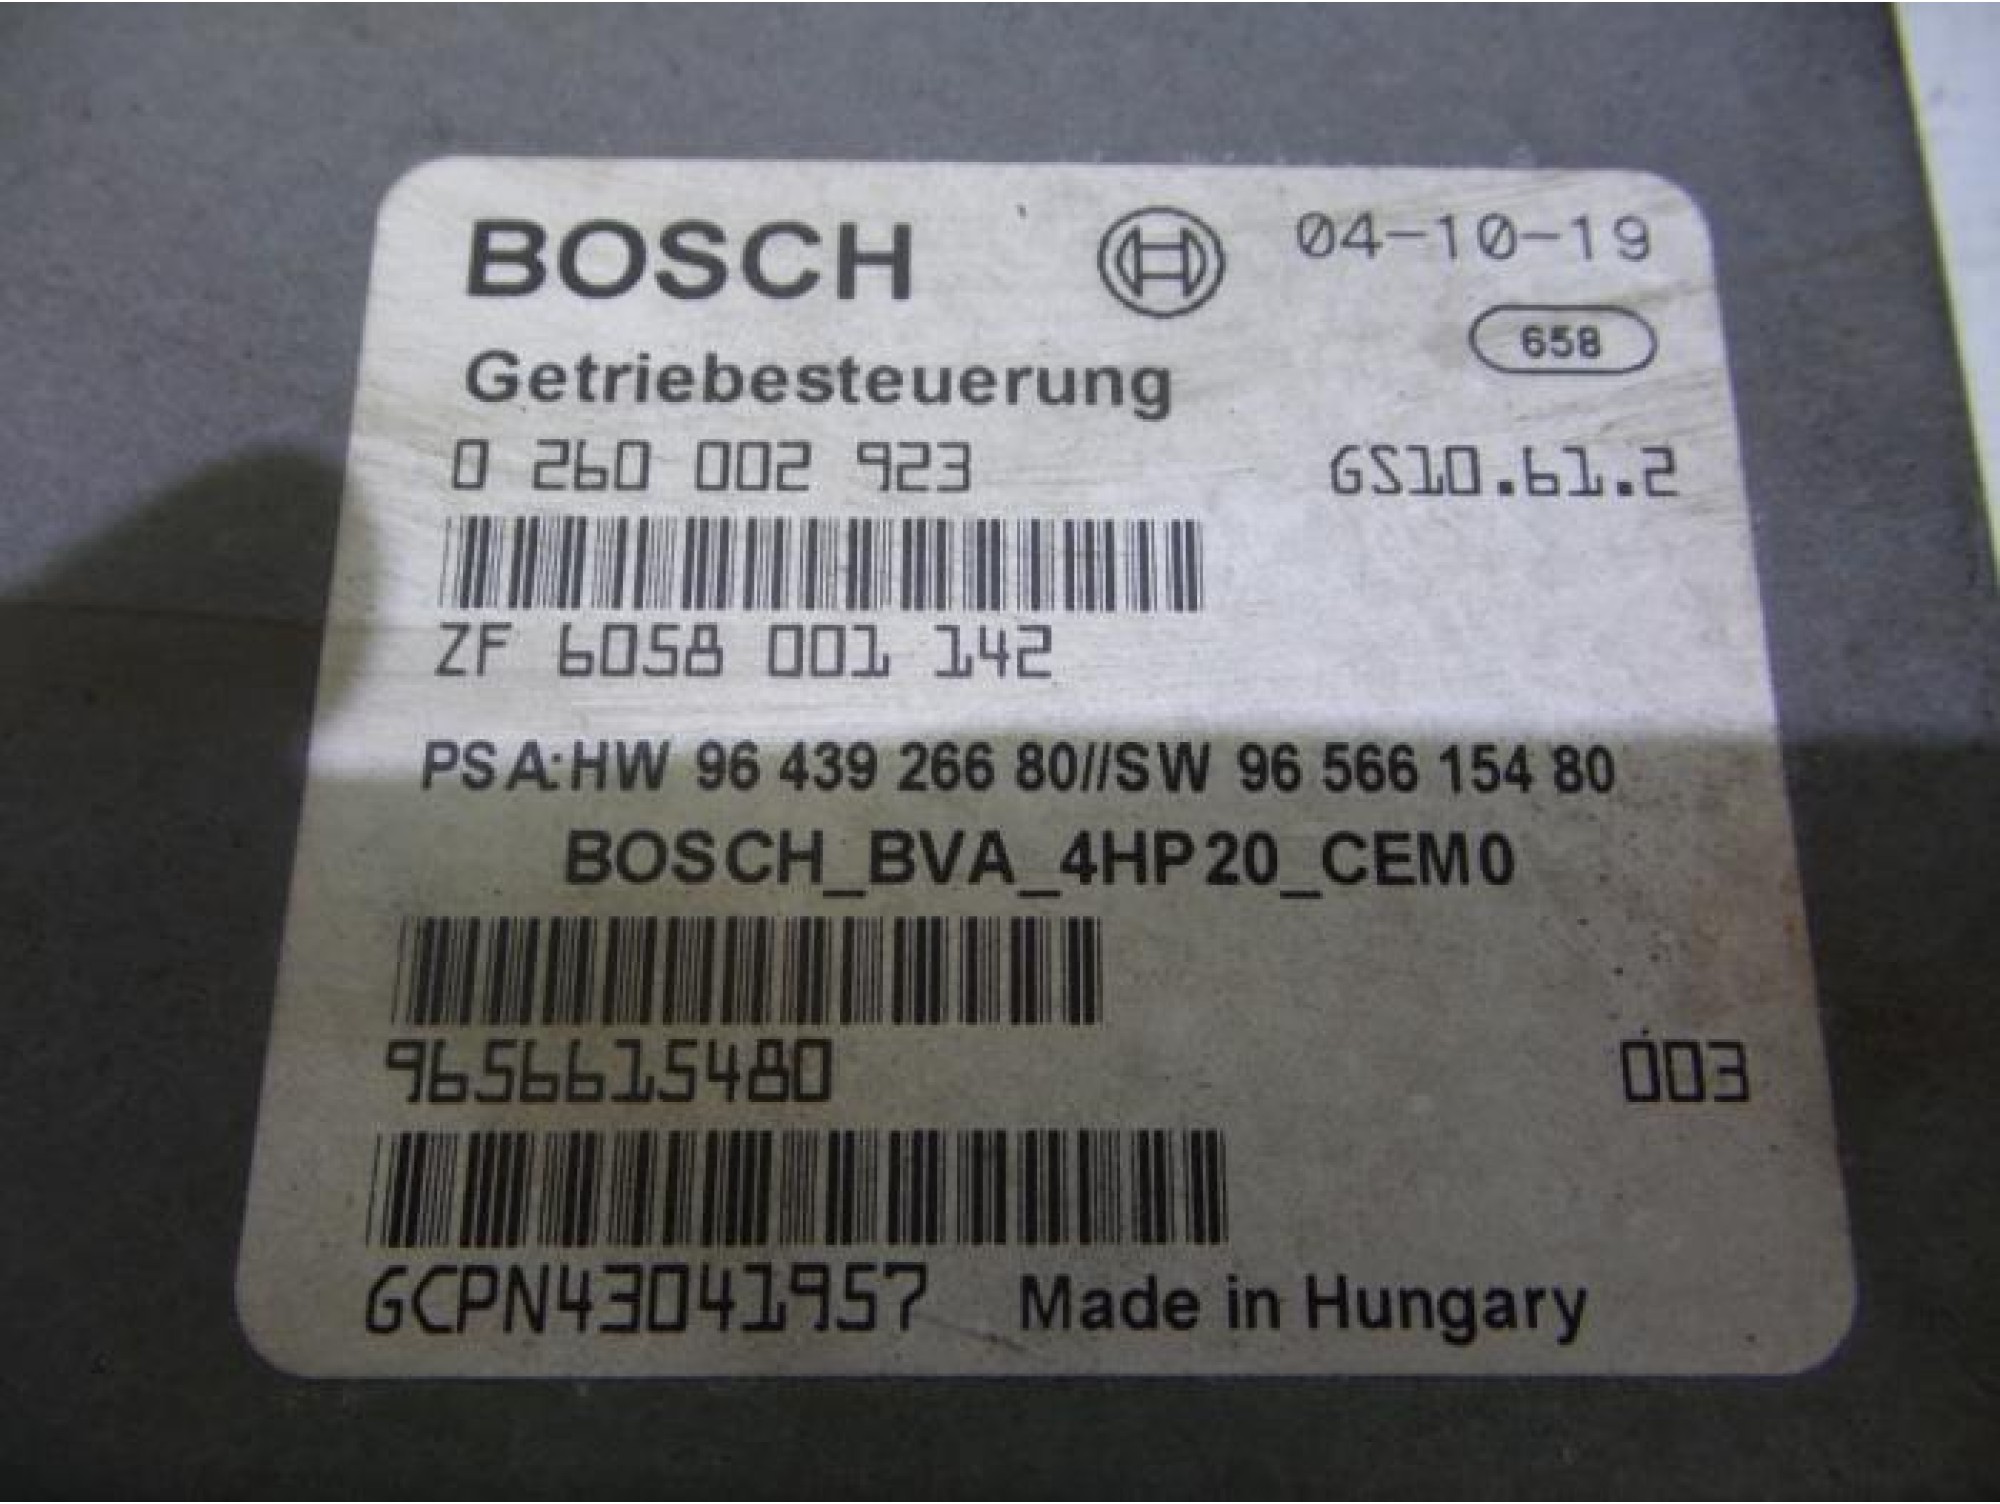 BOSCH 04-10-19
658
Getriebesteuerung
0 260 002 923 GS10.61.2
ZF 6058 001 142
PSA:HW 96 439 266 80//SW 96 566 154 80
BOSCH_BVA_4HP20_CEM0
9656615480 003
GCPN43041957 Made in Hungary